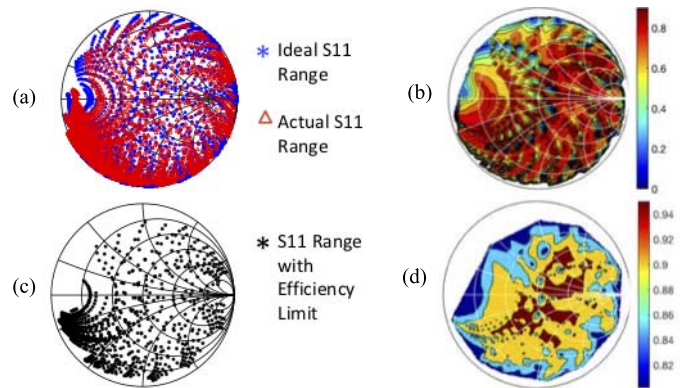 (a)
* Ideal S11
Range
Actual S11
Range
(b)
0.8
0.6
0.4
0.2
0
(c)
* S11 Range
with
Efficiency
Limit
(d)
0.94
0.92
0.9
0.88
0.86
0.84
0.82